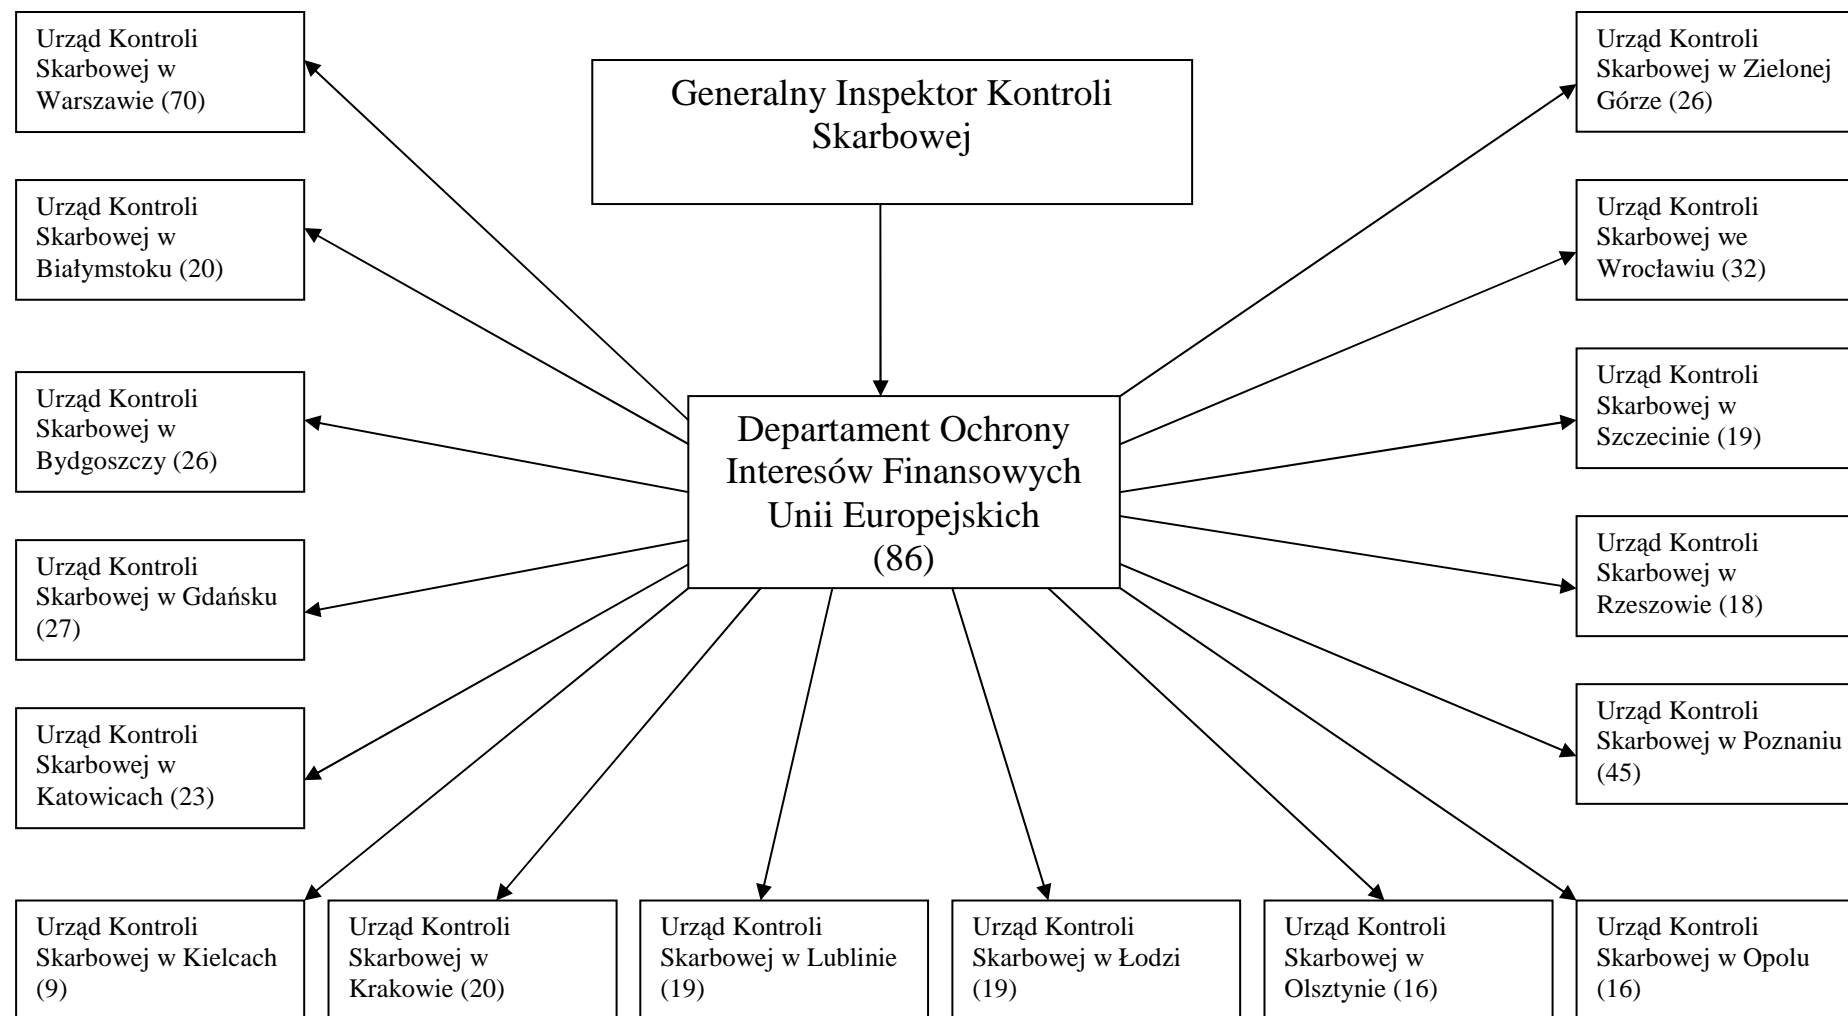 Urząd Kontroli
Skarbowej w
Warszawie (70)
Generalny Inspektor Kontroli
Skarbowej
Urząd Kontroli
Skarbowej w Zielonej
Górze (26)
Urząd Kontroli
Skarbowej w
Białymstoku (20)
Urząd Kontroli
Skarbowej we
Wrocławiu (32)
Urząd Kontroli
Skarbowej w
Bydgoszczy (26)
Departament Ochrony
Interesów Finansowych
Unii Europejskich
(86)
Urząd Kontroli
Skarbowej w
Szczecinie (19)
Urząd Kontroli
Skarbowej w Gdańsku
(27)
Urząd Kontroli
Skarbowej w
Rzeszowie (18)
Urząd Kontroli
Skarbowej w
Katowicach (23)
Urząd Kontroli
Skarbowej w Poznaniu
(45)
Urząd Kontroli
Skarbowej w Kielcach
(9)
Urząd Kontroli
Skarbowej w
Krakowie (20)
Urząd Kontroli
Skarbowej w Lublinie
(19)
Urząd Kontroli
Skarbowej w Łodzi
(19)
Urząd Kontroli
Skarbowej w
Olsztynie (16)
Urząd Kontroli
Skarbowej w Opolu
(16)